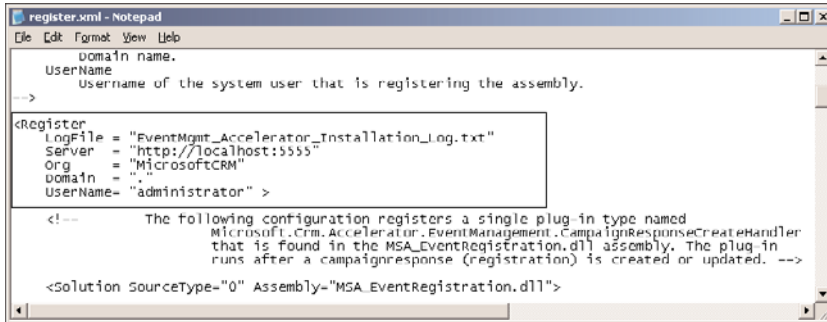 register.xml - Notepad
File Edit Format View Help
Domain name.
UserName
Username of the system user that is registering the assembly.
-->
<Register
LogFile = "EventMgmt_Accelerator_Installation_Log.txt"
Server = "http://localhost:5555"
Org = "MicrosoftCRM"
Domain = "."
UserName= "administrator" >
<!-- The following configuration registers a single plug-in type named
Microsoft.Crm.Accelerator.EventManagement.CampaignResponseCreateHandler
that is found in the MSA_EventRegistration.dll assembly. The plug-in
runs after a campaignresponse (registration) is created or updated. -->
<Solution SourceType="0" Assembly="MSA_EventRegistration.dll">